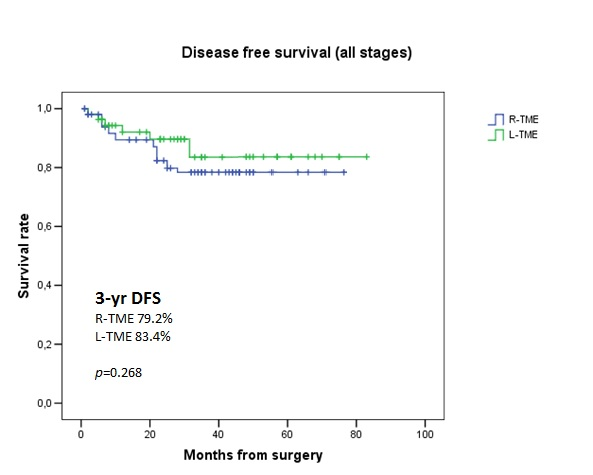 Disease free survival (all stages)
R-TME
L-TME
Survival rate
1,0
0,8
0,6
0,4
0,2
0,0
3-yr DFS
R-TME 79.2%
L-TME 83.4%
p=0.268
0 20 40 60 80 100
Months from surgery